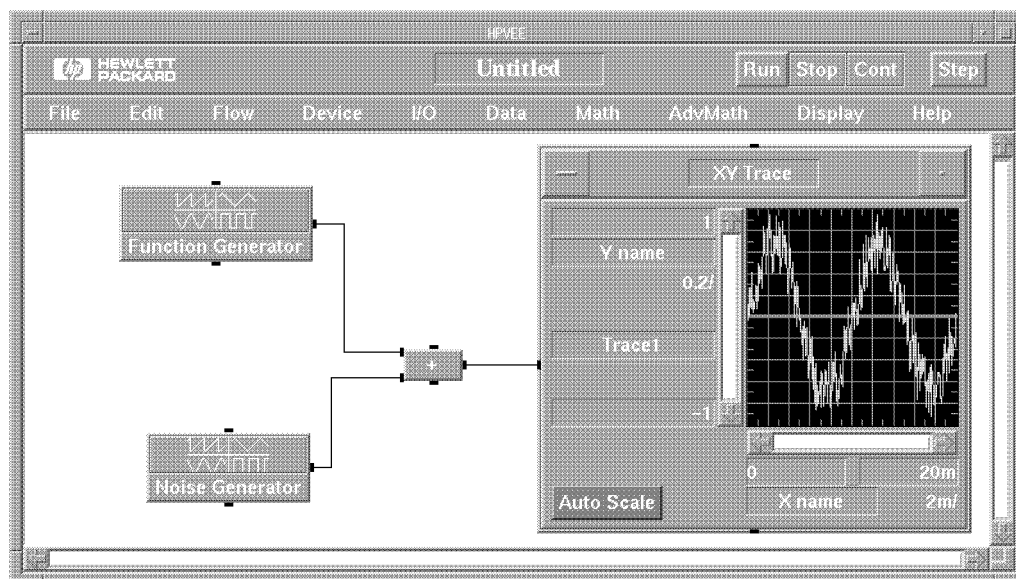 HPVEE
hp HEWLETT PACKARD
Untitled
Run Stop Cont Step
File Edit Flow Device I/O Data Math AdvMath Display Help
Function Generator
Noise Generator
+
XY Trace
1
Y name
0.2/
Trace1
-1
0 20m
Auto Scale
X name
2m/